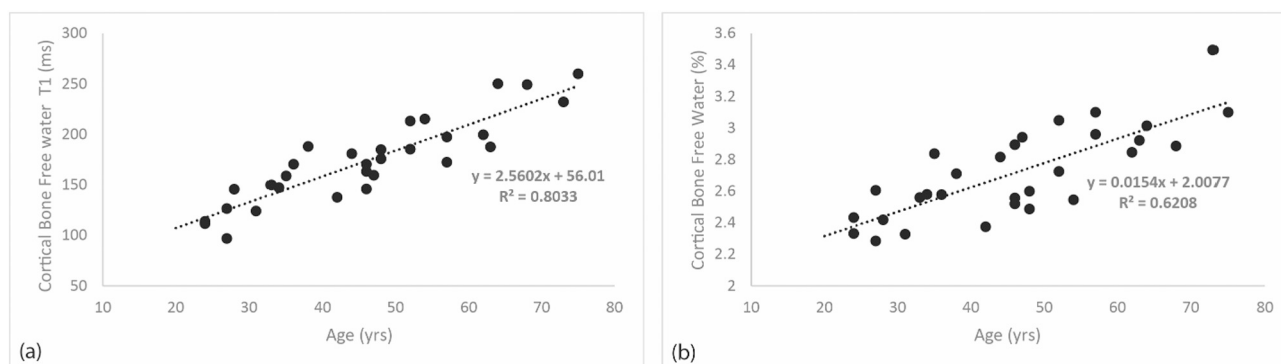 Cortical Bone Free water T1 (ms)
300
250
200
150
100
50
10 20 30 40 50 60 70 80
Age (yrs)
y = 2.5602x + 56.01
R² = 0.8033
(a)
Cortical Bone Free Water (%)
3.6
3.4
3.2
3
2.8
2.6
2.4
2.2
2
10 20 30 40 50 60 70 80
Age (yrs)
y = 0.0154x + 2.0077
R² = 0.6208
(b)